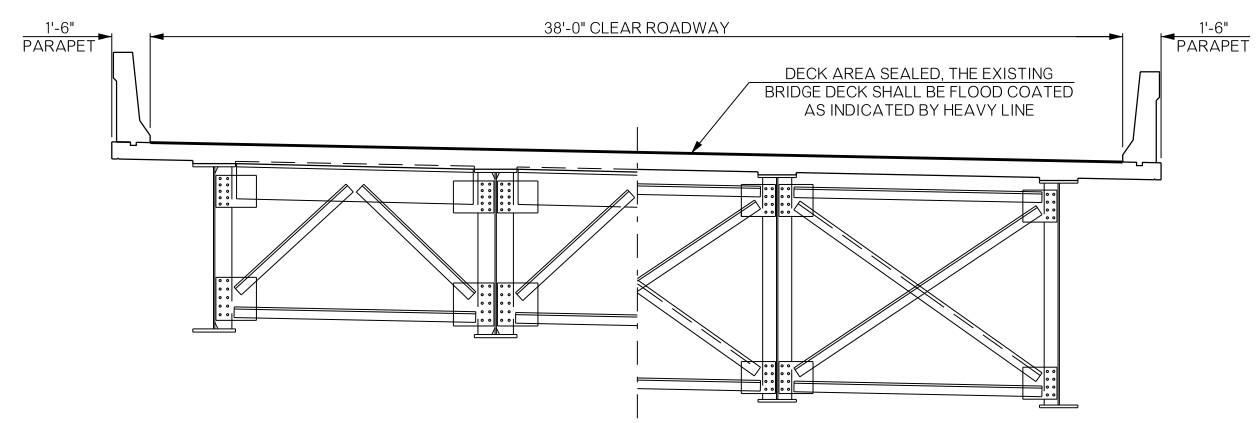 1'-6"
PARAPET
38'-0" CLEAR ROADWAY
1'-6"
PARAPET
DECK AREA SEALED, THE EXISTING
BRIDGE DECK SHALL BE FLOOD COATED
AS INDICATED BY HEAVY LINE